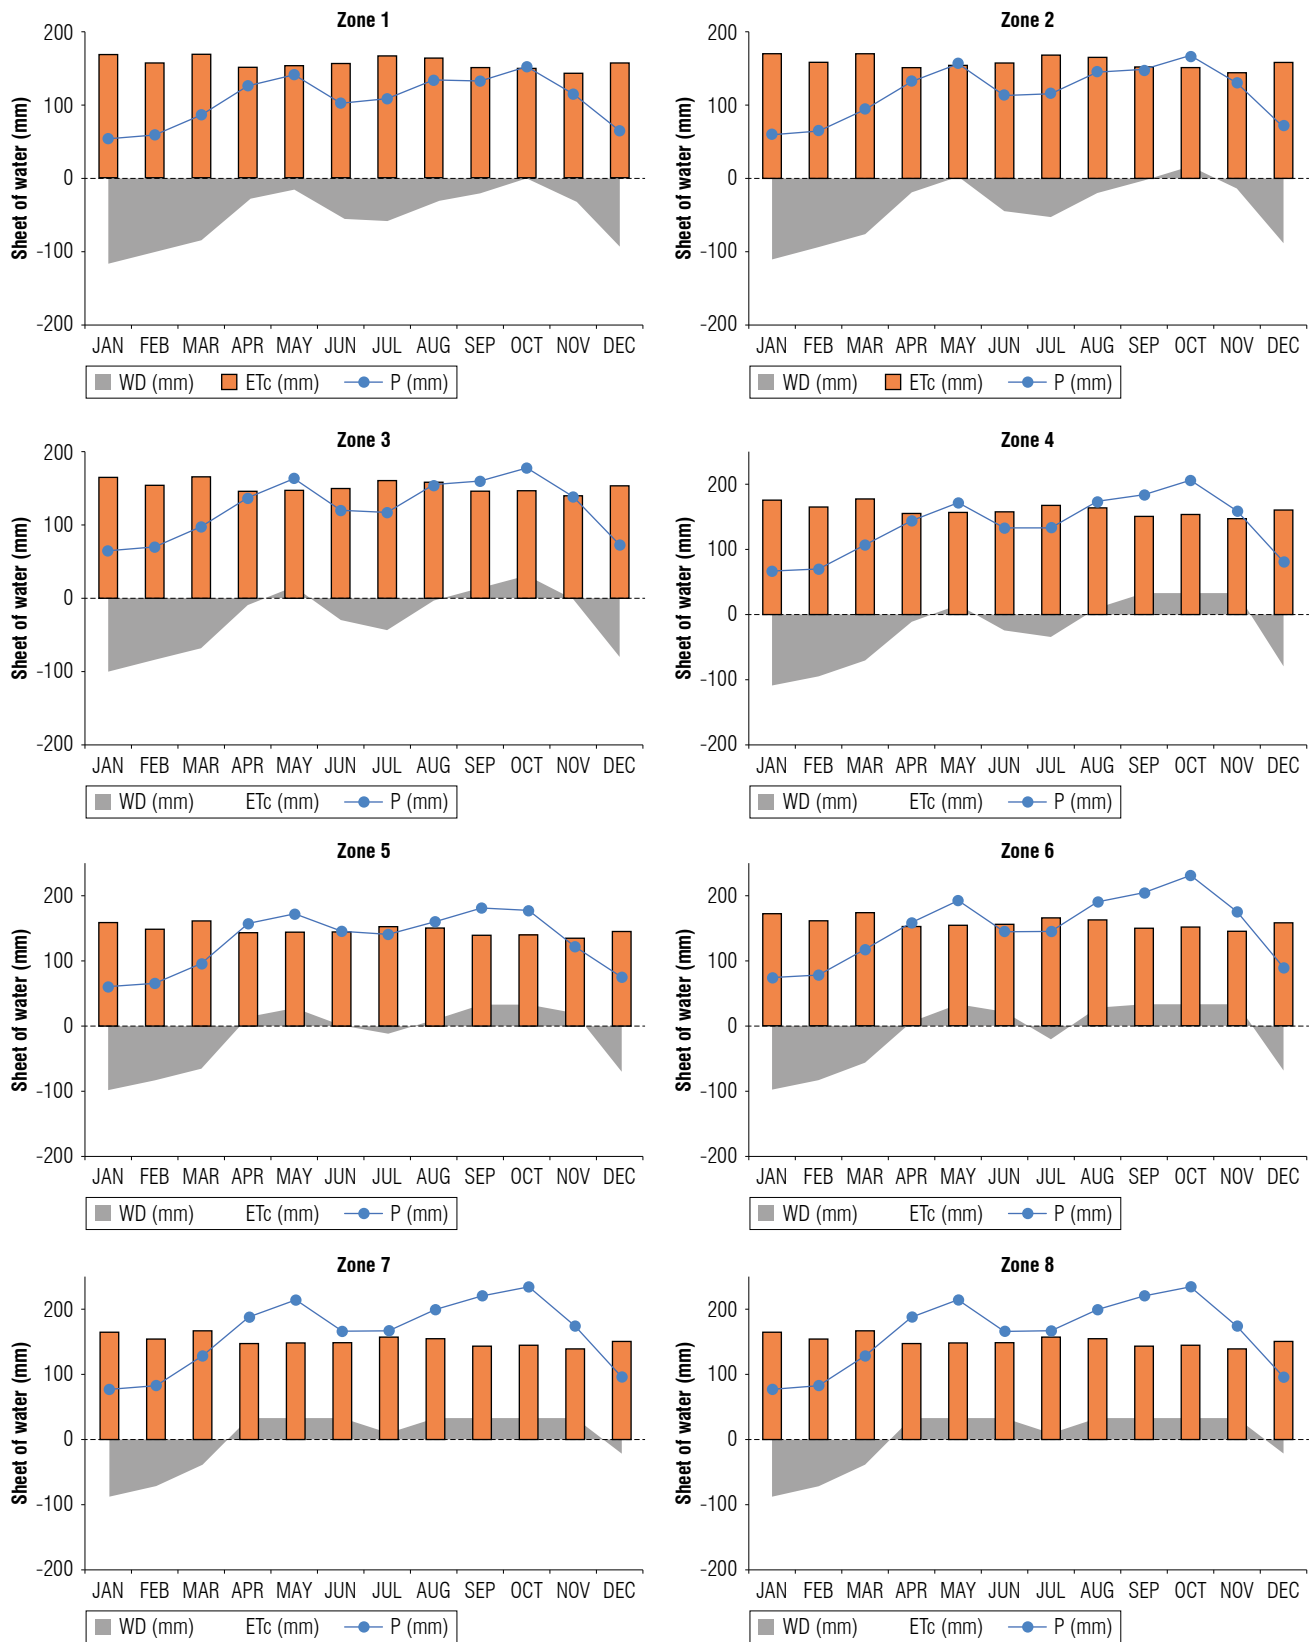 Zone 1
Sheet of water (mm)
200
100
0
-100
-200
JAN FEB MAR APR MAY JUN JUL AUG SEP OCT NOV DEC
WD (mm) ETc (mm) P (mm)
Zone 2
Sheet of water (mm)
200
100
0
-100
-200
JAN FEB MAR APR MAY JUN JUL AUG SEP OCT NOV DEC
WD (mm) ETc (mm) P (mm)
Zone 3
Sheet of water (mm)
200
100
0
-100
-200
JAN FEB MAR APR MAY JUN JUL AUG SEP OCT NOV DEC
WD (mm) ETc (mm) P (mm)
Zone 4
Sheet of water (mm)
200
100
0
-100
-200
JAN FEB MAR APR MAY JUN JUL AUG SEP OCT NOV DEC
WD (mm) ETc (mm) P (mm)
Zone 5
Sheet of water (mm)
200
100
0
-100
-200
JAN FEB MAR APR MAY JUN JUL AUG SEP OCT NOV DEC
WD (mm) ETc (mm) P (mm)
Zone 6
Sheet of water (mm)
200
100
0
-100
-200
JAN FEB MAR APR MAY JUN JUL AUG SEP OCT NOV DEC
WD (mm) ETc (mm) P (mm)
Zone 7
Sheet of water (mm)
200
100
0
-100
-200
JAN FEB MAR APR MAY JUN JUL AUG SEP OCT NOV DEC
WD (mm) ETc (mm) P (mm)
Zone 8
Sheet of water (mm)
200
100
0
-100
-200
JAN FEB MAR APR MAY JUN JUL AUG SEP OCT NOV DEC
WD (mm) ETc (mm) P (mm)